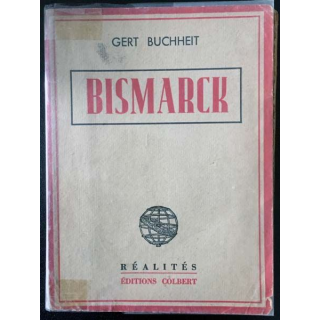 GERT BUCHHEIT
BISMARCK
RÉALITÉS
ÉDITIONS COLBERT